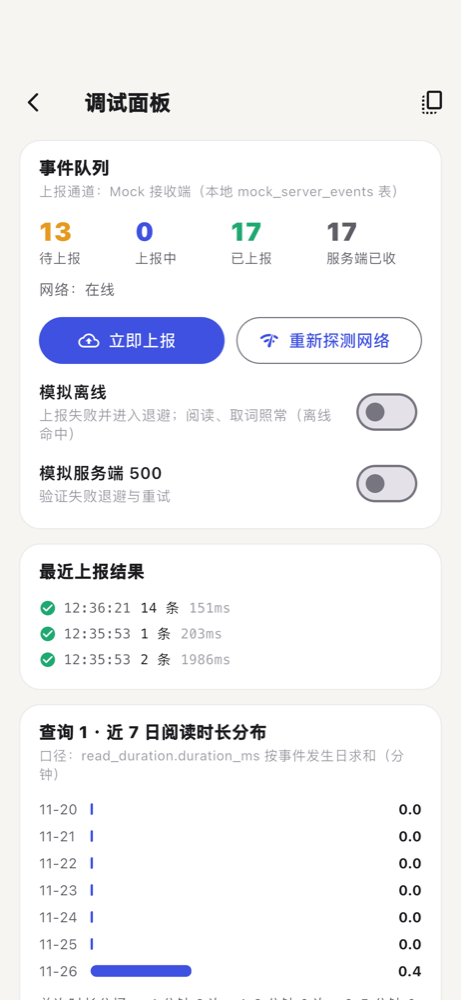 调试面板
事件队列
上报通道：Mock 接收端（本地 mock_server_events 表）
13 0 17 17
待上报 上报中 已上报 服务端已收
网络：在线
立即上报 重新探测网络
模拟离线
上报失败并进入退避；阅读、取词照常（离线
命中）
模拟服务端 500
验证失败退避与重试
最近上报结果
12:36:21 14 条 151ms
12:35:53 1 条 203ms
12:35:53 2 条 1986ms
查询 1 · 近 7 日阅读时长分布
口径：read_duration.duration_ms 按事件发生日求和（分
钟）
11-20 0.0
11-21 0.0
11-22 0.0
11-23 0.0
11-24 0.0
11-25 0.0
11-26 0.4